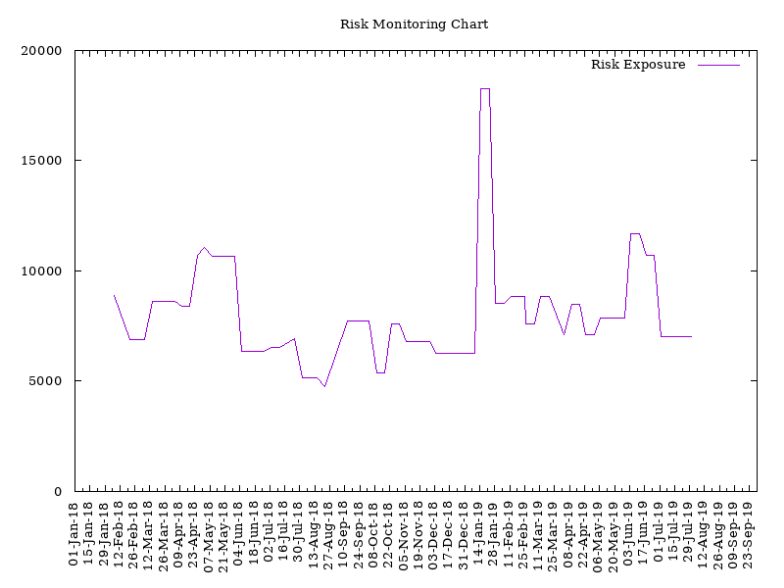 Risk Monitoring Chart
Risk Exposure
20000
15000
10000
5000
0
01-Jan-18
15-Jan-18
29-Jan-18
12-Feb-18
26-Feb-18
12-Mar-18
26-Mar-18
09-Apr-18
23-Apr-18
07-May-18
21-May-18
04-Jun-18
18-Jun-18
02-Jul-18
16-Jul-18
30-Jul-18
13-Aug-18
27-Aug-18
10-Sep-18
24-Sep-18
08-Oct-18
22-Oct-18
05-Nov-18
19-Nov-18
03-Dec-18
17-Dec-18
31-Dec-18
14-Jan-19
28-Jan-19
11-Feb-19
25-Feb-19
11-Mar-19
25-Mar-19
08-Apr-19
22-Apr-19
06-May-19
20-May-19
03-Jun-19
17-Jun-19
01-Jul-19
15-Jul-19
29-Jul-19
12-Aug-19
26-Aug-19
09-Sep-19
23-Sep-19